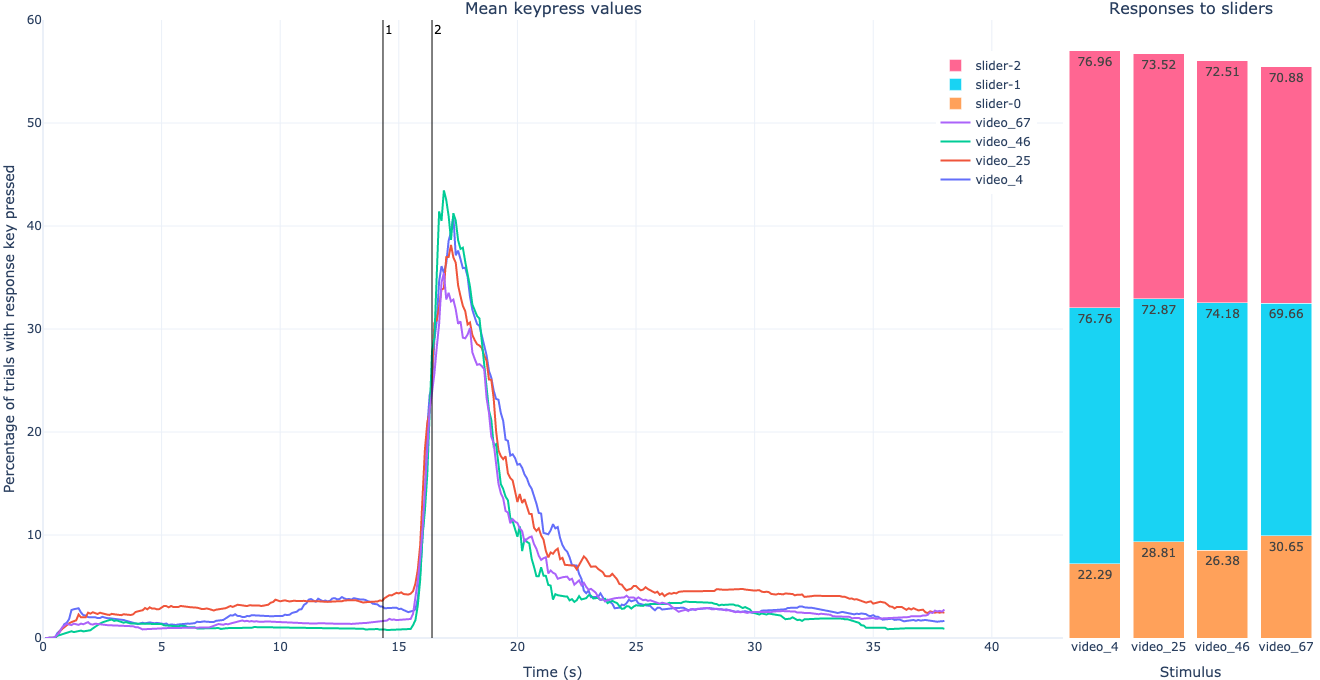 Mean keypress values
Responses to sliders
60
50
40
30
20
10
0
Percentage of trials with response key pressed
1
2
slider-2
slider-1
slider-0
video_67
video_46
video_25
video_4
0 5 10 15 20 25 30 35 40
Time (s)
76.96 73.52 72.51 70.88
76.76 72.87 74.18 69.66
22.29 28.81 26.38 30.65
video_4 video_25 video_46 video_67
Stimulus